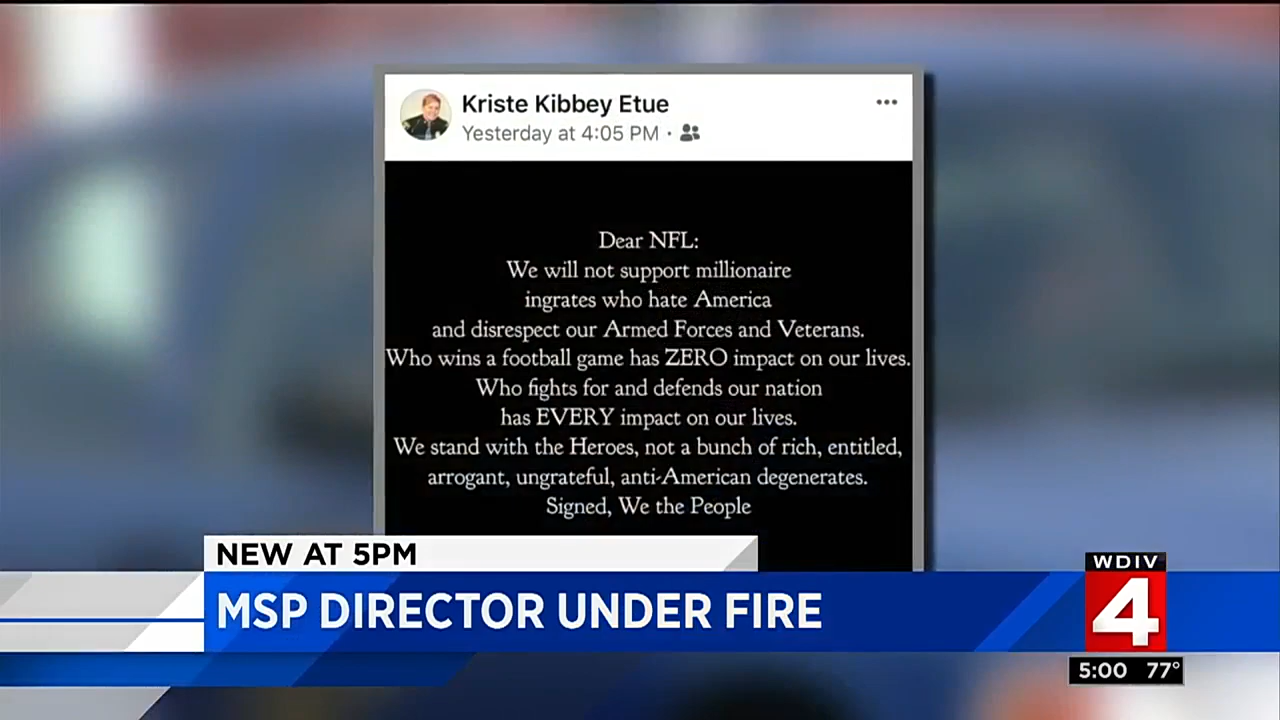 Kriste Kibbey Etue
Yesterday at 4:05 PM ·
Dear NFL:
We will not support millionaire
ingrates who hate America
and disrespect our Armed Forces and Veterans.
Who wins a football game has ZERO impact on our lives.
Who fights for and defends our nation
has EVERY impact on our lives.
We stand with the Heroes, not a bunch of rich, entitled,
arrogant, ungrateful, anti-American degenerates.
Signed, We the People
NEW AT 5PM
MSP DIRECTOR UNDER FIRE
WDIV
4
5:00 77°